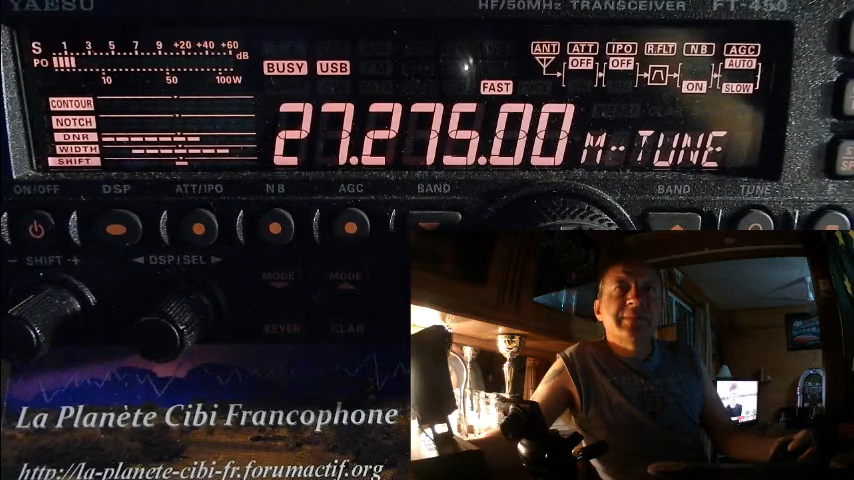 YAESU HF/50MHz TRANSCEIVER FT-450
S 1 3 5 7 9 +20 +40 +60 dB
PO 10 50 100W
BUSY USB
FAST
ANT ATT IPO R.FLT NB AGC
OFF OFF AUTO
ON SLOW
CONTOUR
NOTCH
DNR
WIDTH
SHIFT
27.275.00 M-TUNE
ON/OFF DSP ATT/IPO NB AGC BAND BAND TUNE
− SHIFT + ◀DSP/SEL▶
MODE MODE
KEYER CLAR
La Planète Cibi Francophone
http://la-planete-cibi-fr.forumactif.org